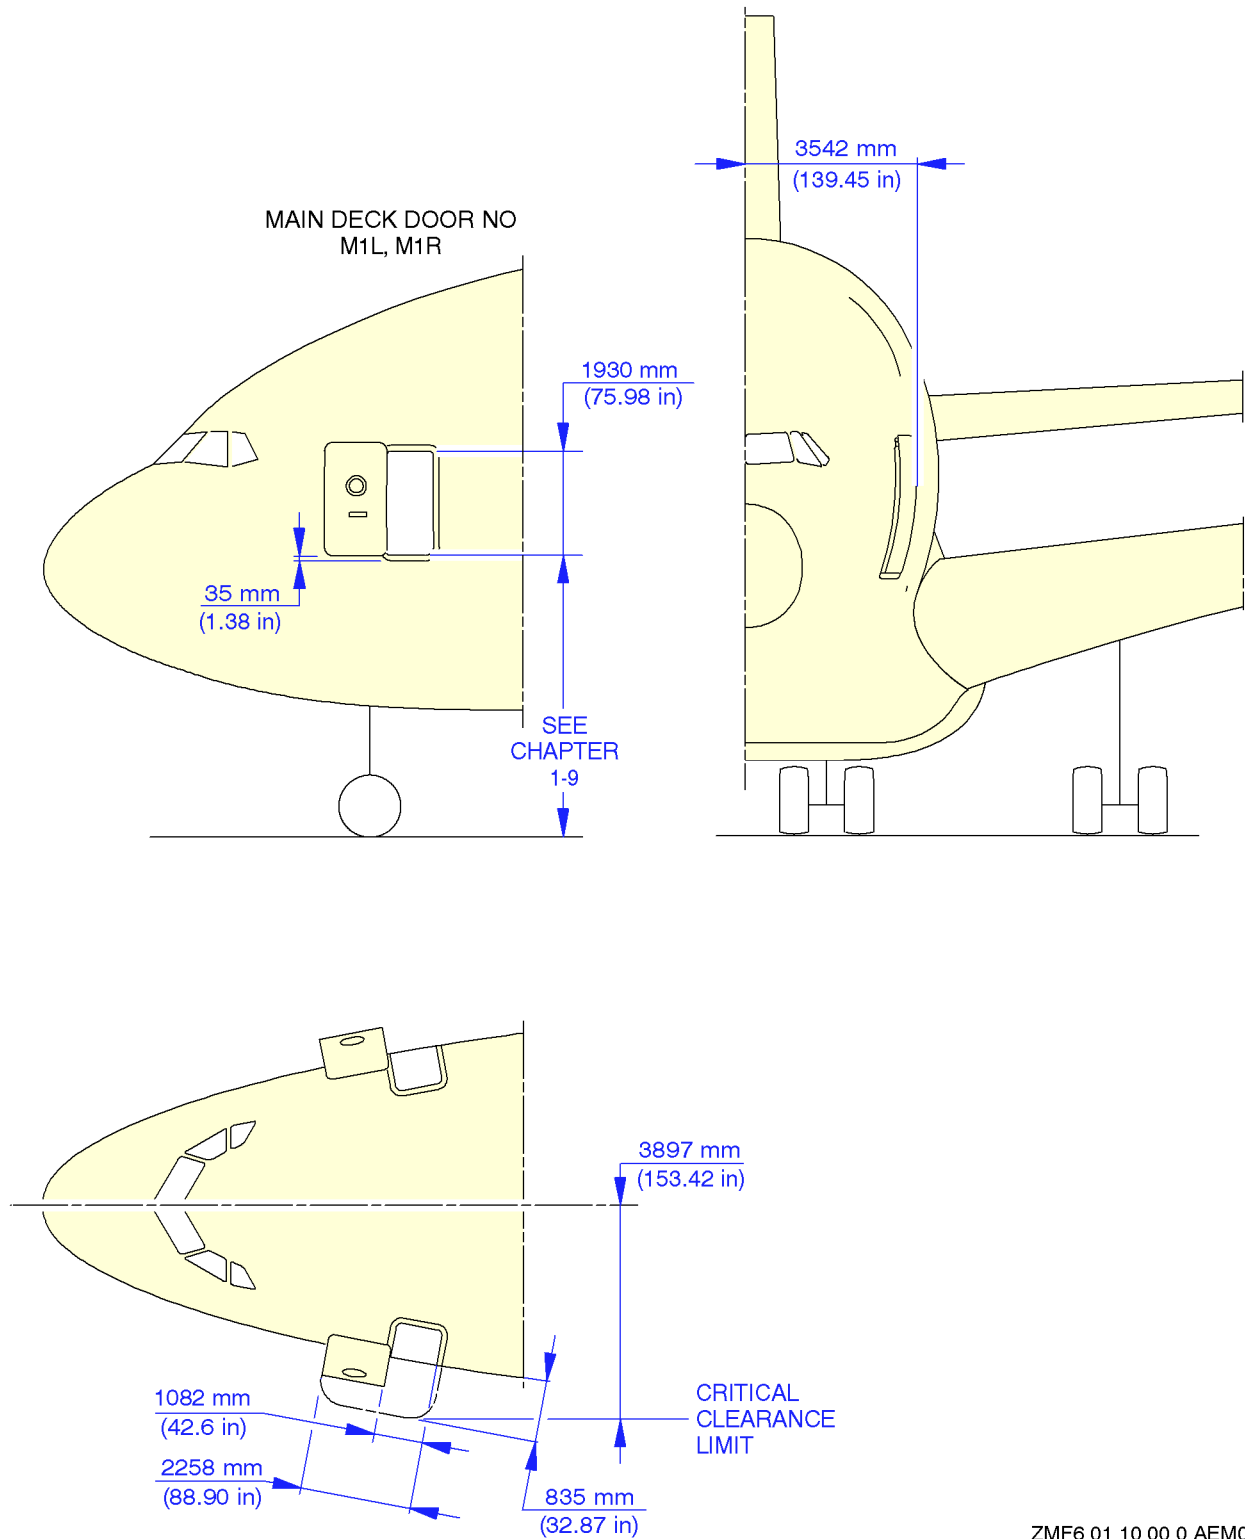 3542 mm
(139.45 in)
MAIN DECK DOOR NO
M1L, M1R
1930 mm
(75.98 in)
35 mm
(1.38 in)
SEE
CHAPTER
1-9
3897 mm
(153.42 in)
1082 mm
(42.6 in)
CRITICAL
CLEARANCE
LIMIT
2258 mm
(88.90 in)
835 mm
(32.87 in)